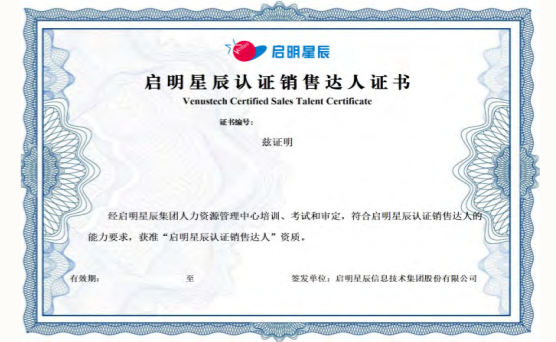 启明星辰
启明星辰认证销售达人证书
Venustech Certified Sales Talent Certificate
证书编号:
兹证明
经启明星辰集团人力资源管理中心培训、考试和审定，符合启明星辰认证销售达人的
能力要求，获准“启明星辰认证销售达人”资质。
有效期: 至 签发单位: 启明星辰信息技术集团股份有限公司